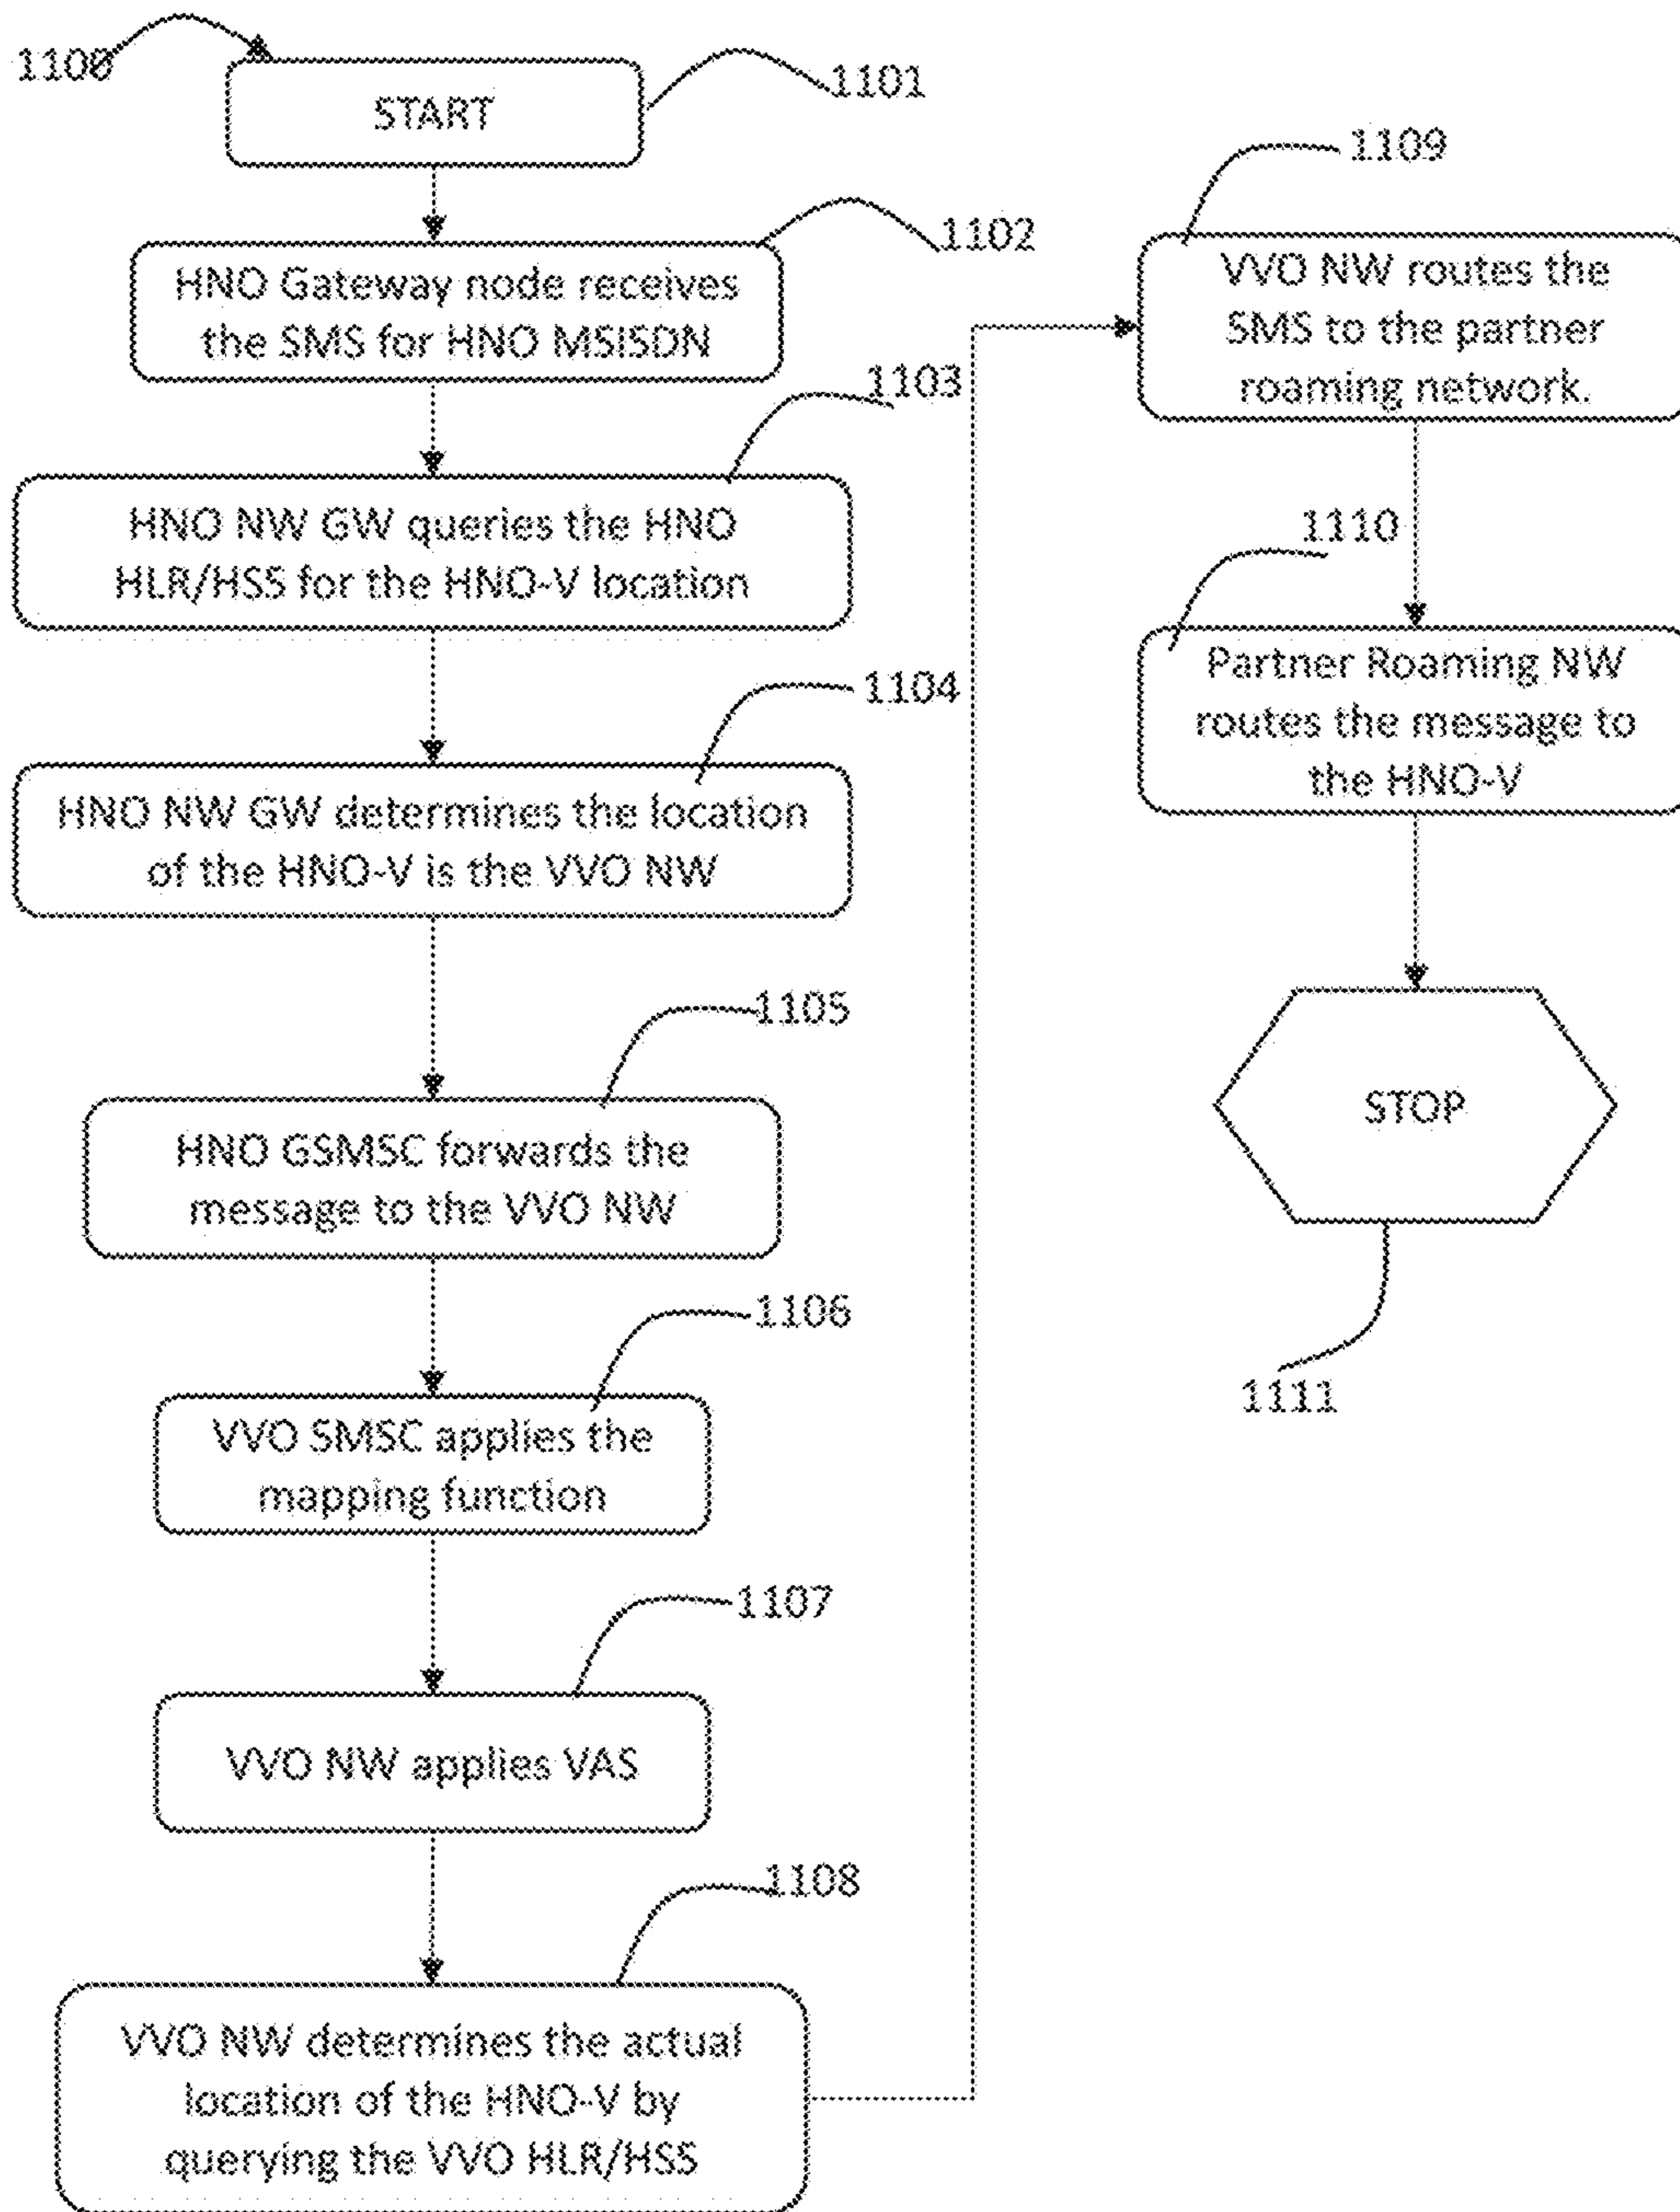 1100
START
1101
HNO Gateway node receives
the SMS for HNO MSISDN
1102
1103
HNO NW GW queries the HNO
HLR/HSS for the HNO-V location
1104
HNO NW GW determines the location
of the HNO-V is the VVO NW
1105
HNO GSMSC forwards the
message to the VVO NW
1106
VVO SMSC applies the
mapping function
1107
VVO NW applies VAS
1108
VVO NW determines the actual
location of the HNO-V by
querying the VVO HLR/HSS
1109
VVO NW routes the
SMS to the partner
roaming network.
1110
Partner Roaming NW
routes the message to
the HNO-V
STOP
1111